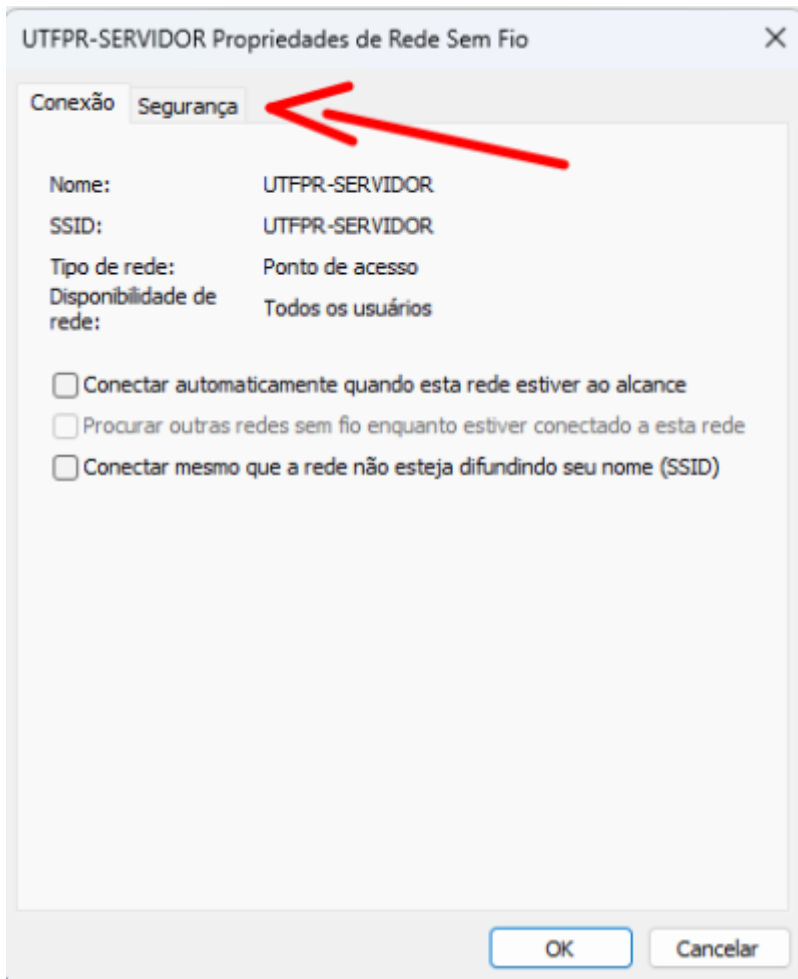 UTFPR-SERVIDOR Propriedades de Rede Sem Fio
Conexão Segurança
Nome: UTFPR-SERVIDOR
SSID: UTFPR-SERVIDOR
Tipo de rede: Ponto de acesso
Disponibilidade de
rede: Todos os usuários
Conectar automaticamente quando esta rede estiver ao alcance
Procurar outras redes sem fio enquanto estiver conectado a esta rede
Conectar mesmo que a rede não esteja difundindo seu nome (SSID)
OK Cancelar